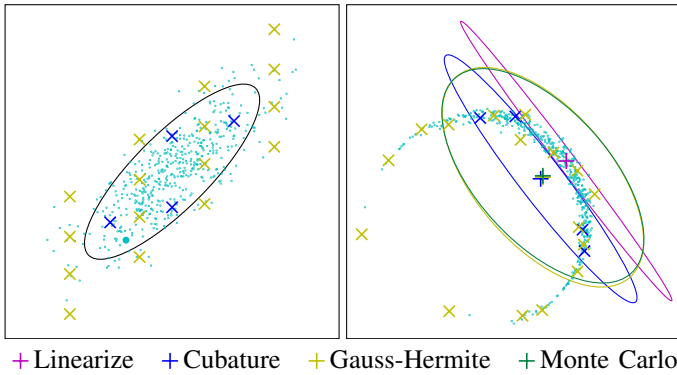 + Linearize + Cubature + Gauss-Hermite + Monte Carlo